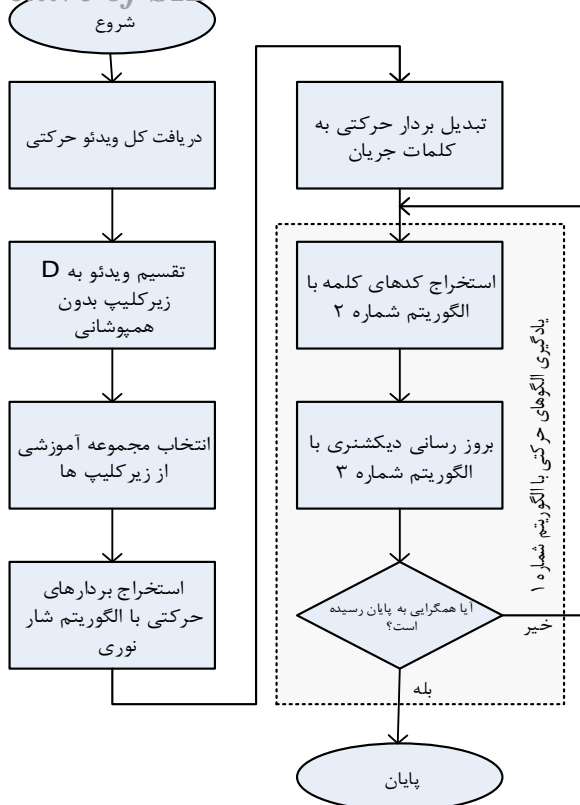 شروع
دریافت کل ویدئو حرکتی
تقسیم ویدئو به D
زیرکلیپ بدون
همپوشانی
انتخاب مجموعه آموزشی
از زیرکلیپ ها
استخراج بردارهای
حرکتی با الگوریتم شار
نوری
تبدیل بردار حرکتی به
کلمات جریان
استخراج کدهای کلمه با
الگوریتم شماره ۲
بروز رسانی دیکشنری با
الگوریتم شماره ۳
آیا همگرایی به پایان رسیده
است؟
خیر
بله
یادگیری الگوهای حرکتی با الگوریتم شماره ۱
پایان